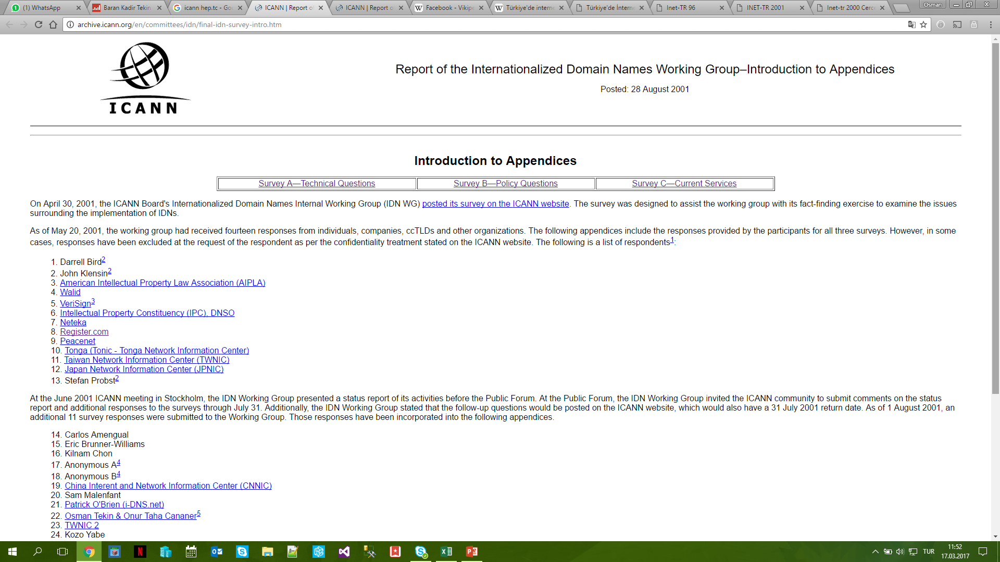 (1) WhatsApp
Baran Kadir Tekin
icann hep.tc - Go
ICANN | Report o
ICANN | Report o
Facebook - Vikip
Türkiye'de intern
Türkiye'de İntern
Inet-TR 96
INET-TR 2001
Inet-tr 2000 Cerc
Osman
archive.icann.org/en/committees/idn/final-idn-survey-intro.htm
ICANN
Report of the Internationalized Domain Names Working Group–Introduction to Appendices
Posted: 28 August 2001
Introduction to Appendices
Survey A—Technical Questions
Survey B—Policy Questions
Survey C—Current Services
On April 30, 2001, the ICANN Board's Internationalized Domain Names Internal Working Group (IDN WG) posted its survey on the ICANN website. The survey was designed to assist the working group with its fact-finding exercise to examine the issues
surrounding the implementation of IDNs.
As of May 20, 2001, the working group had received fourteen responses from individuals, companies, ccTLDs and other organizations. The following appendices include the responses provided by the participants for all three surveys. However, in some
cases, responses have been excluded at the request of the respondent as per the confidentiality treatment stated on the ICANN website. The following is a list of respondents1:
1. Darrell Bird2
2. John Klensin2
3. American Intellectual Property Law Association (AIPLA)
4. Walid
5. VeriSign3
6. Intellectual Property Constituency (IPC), DNSO
7. Neteka
8. Register.com
9. Peacenet
10. Tonga (Tonic - Tonga Network Information Center)
11. Taiwan Network Information Center (TWNIC)
12. Japan Network Information Center (JPNIC)
13. Stefan Probst2
At the June 2001 ICANN meeting in Stockholm, the IDN Working Group presented a status report of its activities before the Public Forum. At the Public Forum, the IDN Working Group invited the ICANN community to submit comments on the status
report and additional responses to the surveys through July 31. Additionally, the IDN Working Group stated that the follow-up questions would be posted on the ICANN website, which would also have a 31 July 2001 return date. As of 1 August 2001, an
additional 11 survey responses were submitted to the Working Group. Those responses have been incorporated into the following appendices.
14. Carlos Amengual
15. Eric Brunner-Williams
16. Kilnam Chon
17. Anonymous A4
18. Anonymous B4
19. China Interent and Network Information Center (CNNIC)
20. Sam Malenfant
21. Patrick O'Brien (i-DNS.net)
22. Osman Tekin & Onur Taha Cananer5
23. TWNIC 2
24. Kozo Yabe
TUR
11:52
17.03.2017